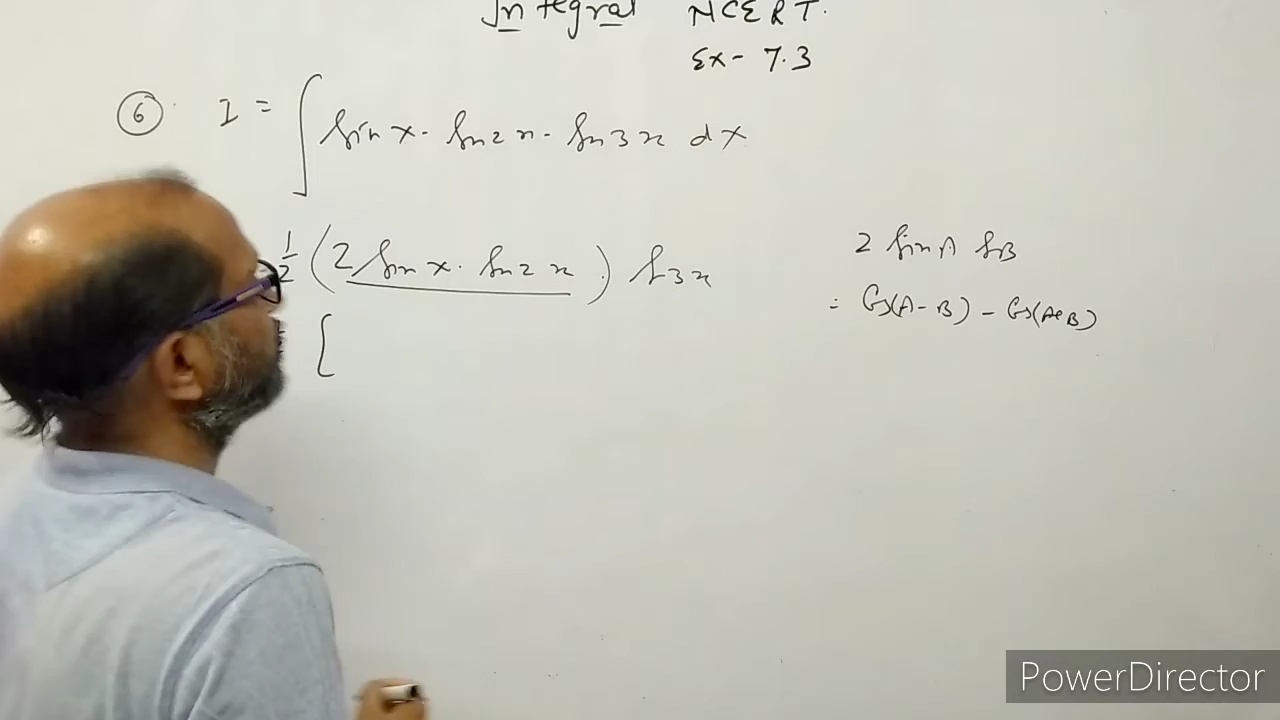 Integral NCERT.
Ex- 7.3
6. I = ∫ sin x · sin 2x · sin 3x dx
1/2 (2 sin x · sin 2x) sin 3x
[
2 sin A sin B
= Cos(A-B) - Cos(A+B)
PowerDirector